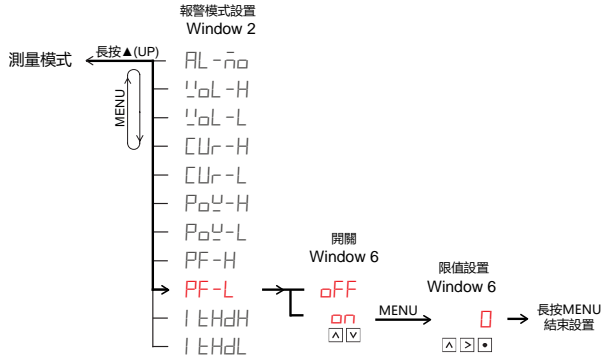 報警模式設置
Window 2
測量模式
長按▲(UP)
MENU
AL-no
VoL-H
VoL-L
CUr-H
CUr-L
PoW-H
PoW-L
PF-H
PF-L
ItHdH
ItHdL
開關
Window 6
oFF
on
MENU
限值設置
Window 6
0
長按MENU
結束設置